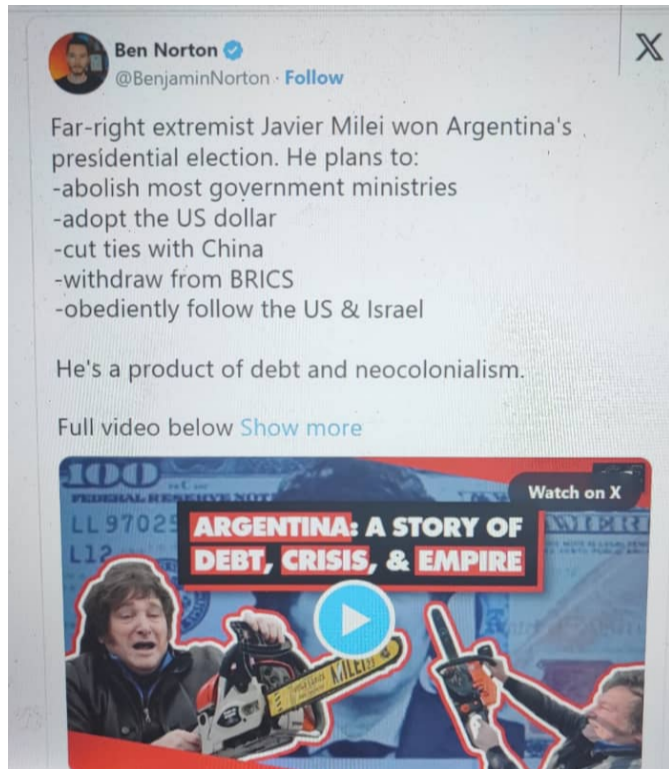 Ben Norton
X
@BenjaminNorton · Follow
Far-right extremist Javier Milei won Argentina's
presidential election. He plans to:
-abolish most government ministries
-adopt the US dollar
-cut ties with China
-withdraw from BRICS
-obediently follow the US & Israel
He's a product of debt and neocolonialism.
Full video below Show more
100
Watch on X
FEDERAL RESERVE NOTE
LL 97025
L12
ARGENTINA: A STORY OF
DEBT, CRISIS, & EMPIRE
MILEI